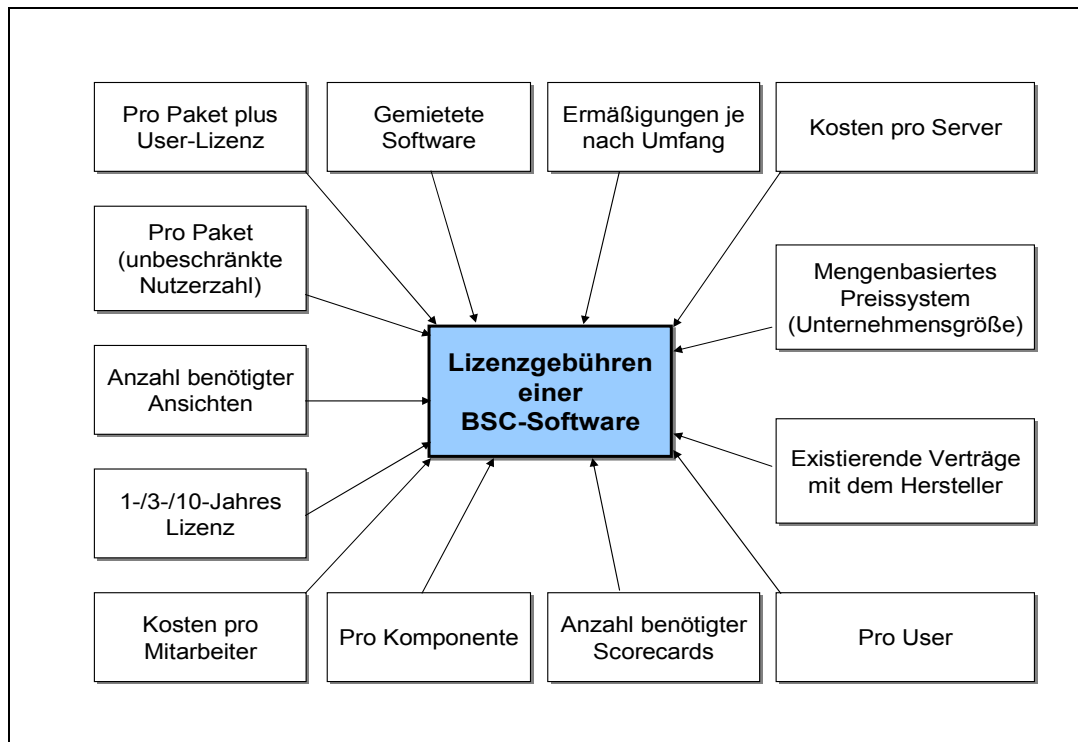 Pro Paket plus
User-Lizenz
Gemietete
Software
Ermäßigungen je
nach Umfang
Kosten pro Server
Pro Paket
(unbeschränkte
Nutzerzahl)
Mengenbasiertes
Preissystem
(Unternehmensgröße)
Lizenzgebühren
einer
BSC-Software
Anzahl benötigter
Ansichten
Existierende Verträge
mit dem Hersteller
1-/3-/10-Jahres
Lizenz
Kosten pro
Mitarbeiter
Pro Komponente
Anzahl benötigter
Scorecards
Pro User